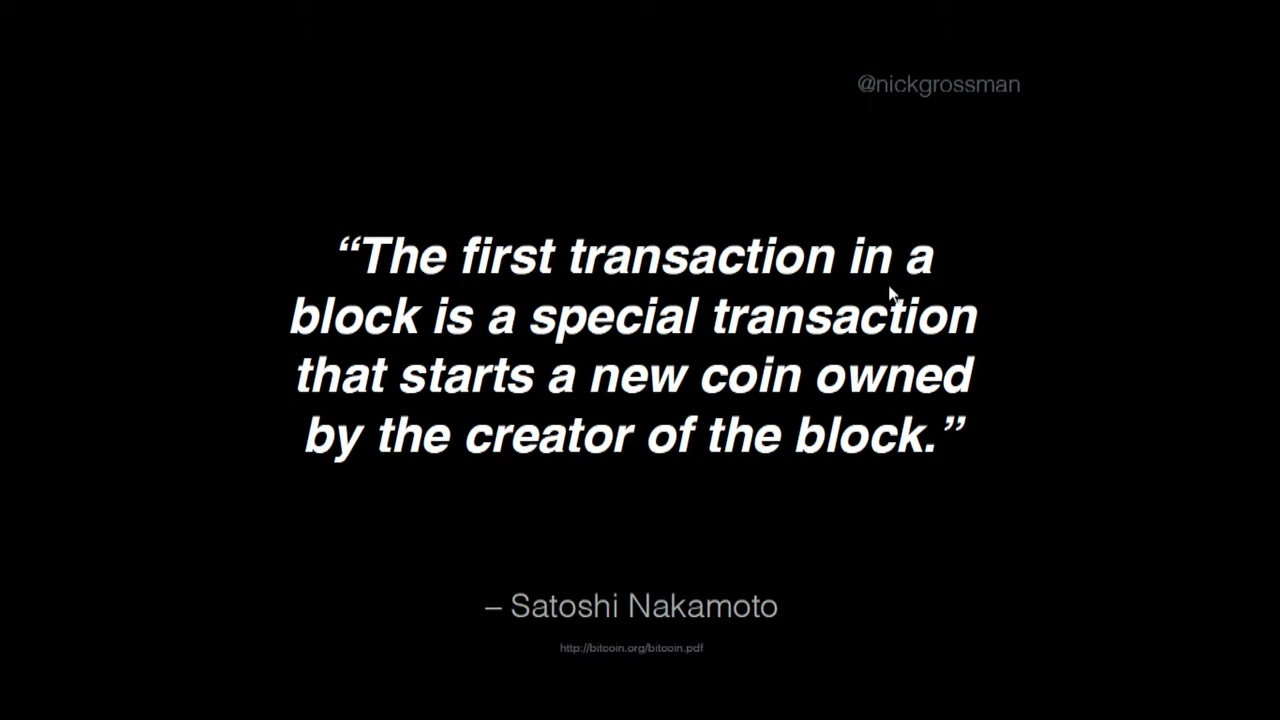 @nickgrossman
“The first transaction in a
block is a special transaction
that starts a new coin owned
by the creator of the block.”
– Satoshi Nakamoto
http://bitcoin.org/bitcoin.pdf